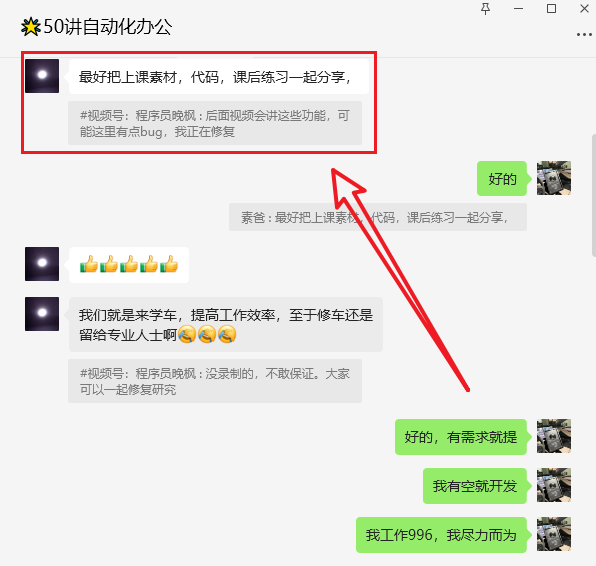 50讲自动化办公
最好把上课素材，代码，课后练习一起分享，
#视频号：程序员晚枫：后面视频会讲这些功能，可
能这里有点bug，我正在修复
好的
素爸：最好把上课素材，代码，课后练习一起分享，
我们就是来学车，提高工作效率，至于修车还是
留给专业人士啊
#视频号：程序员晚枫：没录制的，不敢保证。大家
可以一起修复研究
好的，有需求就提
我有空就开发
我工作996，我尽力而为